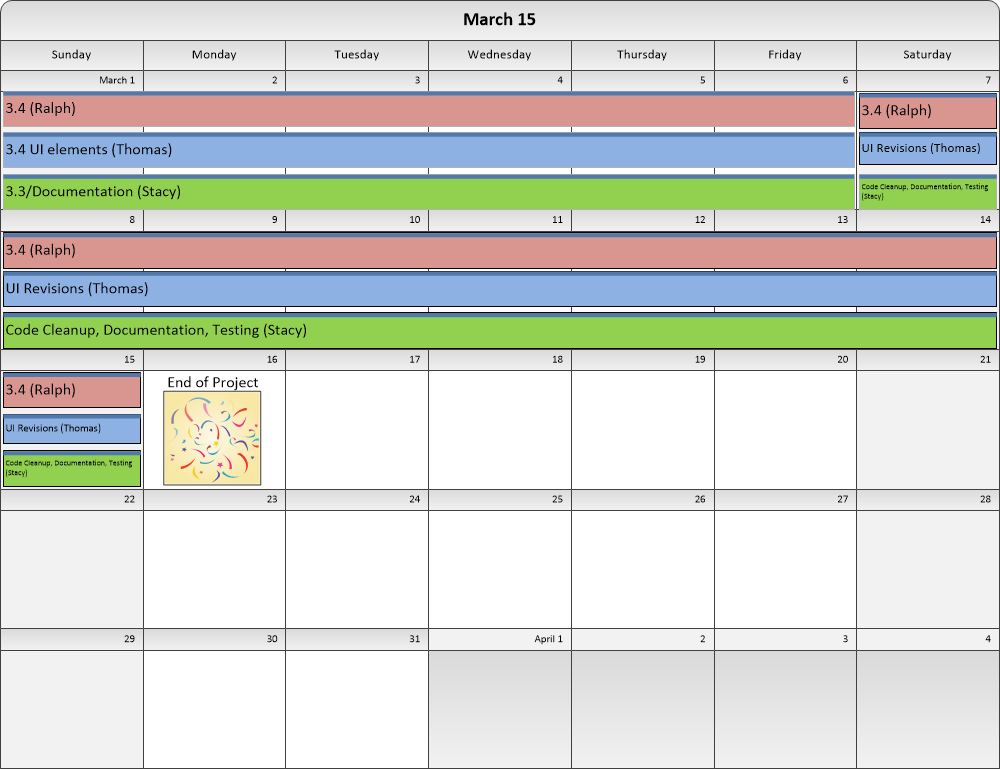 March 15
Sunday Monday Tuesday Wednesday Thursday Friday Saturday
March 1 2 3 4 5 6 7
3.4 (Ralph) 3.4 (Ralph)
3.4 UI elements (Thomas) UI Revisions (Thomas)
3.3/Documentation (Stacy) Code Cleanup, Documentation, Testing
(Stacy)
8 9 10 11 12 13 14
3.4 (Ralph)
UI Revisions (Thomas)
Code Cleanup, Documentation, Testing (Stacy)
15 16 17 18 19 20 21
End of Project
3.4 (Ralph)
UI Revisions (Thomas)
Code Cleanup, Documentation, Testing
(Stacy)
22 23 24 25 26 27 28
29 30 31 April 1 2 3 4